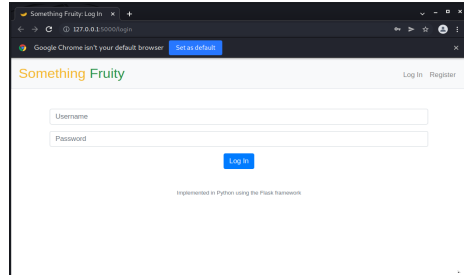 Something Fruity: Log In
127.0.0.1:5000/login
Google Chrome isn't your default browser Set as default
Something Fruity Log In Register
Username
Password
Log In
Implemented in Python using the Flask framework